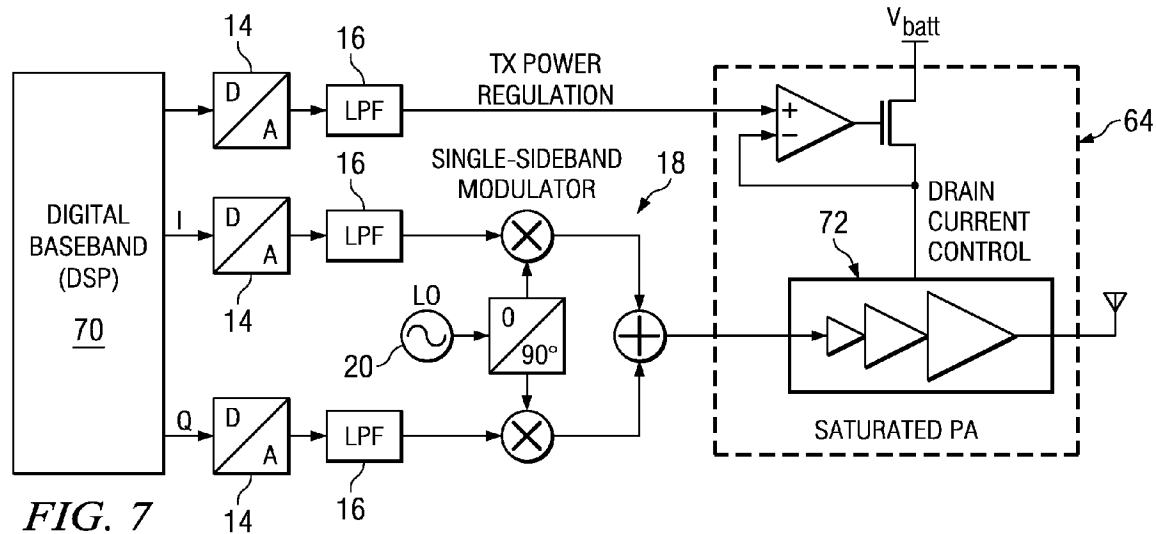 14
16
TX POWER
REGULATION
V_batt
D
A
LPF
+
−
64
SINGLE-SIDEBAND
MODULATOR
16
18
DIGITAL
BASEBAND
(DSP)
70
I
D
A
LPF
14
DRAIN
CURRENT
CONTROL
72
LO
20
0
90°
Q
D
A
LPF
SATURATED PA
14
16
FIG. 7